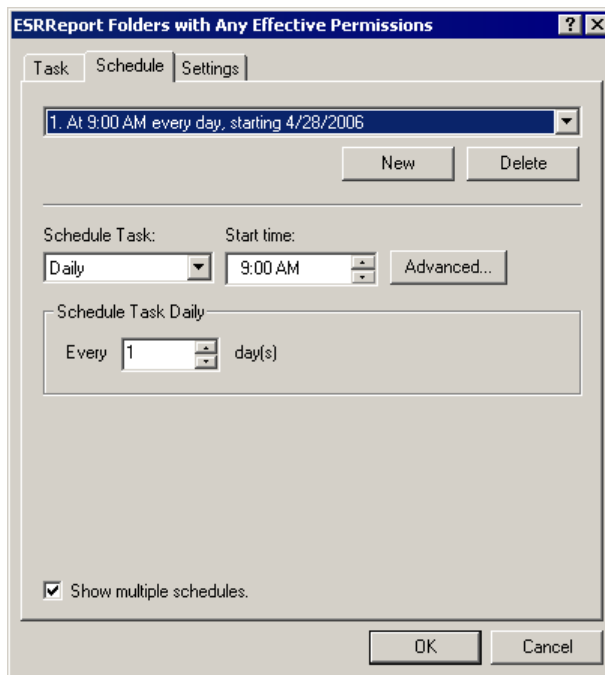 ESRReport Folders with Any Effective Permissions
Task Schedule Settings
1. At 9:00 AM every day, starting 4/28/2006
New Delete
Schedule Task: Start time:
Daily 9:00 AM Advanced...
Schedule Task Daily
Every 1 day(s)
Show multiple schedules.
OK Cancel